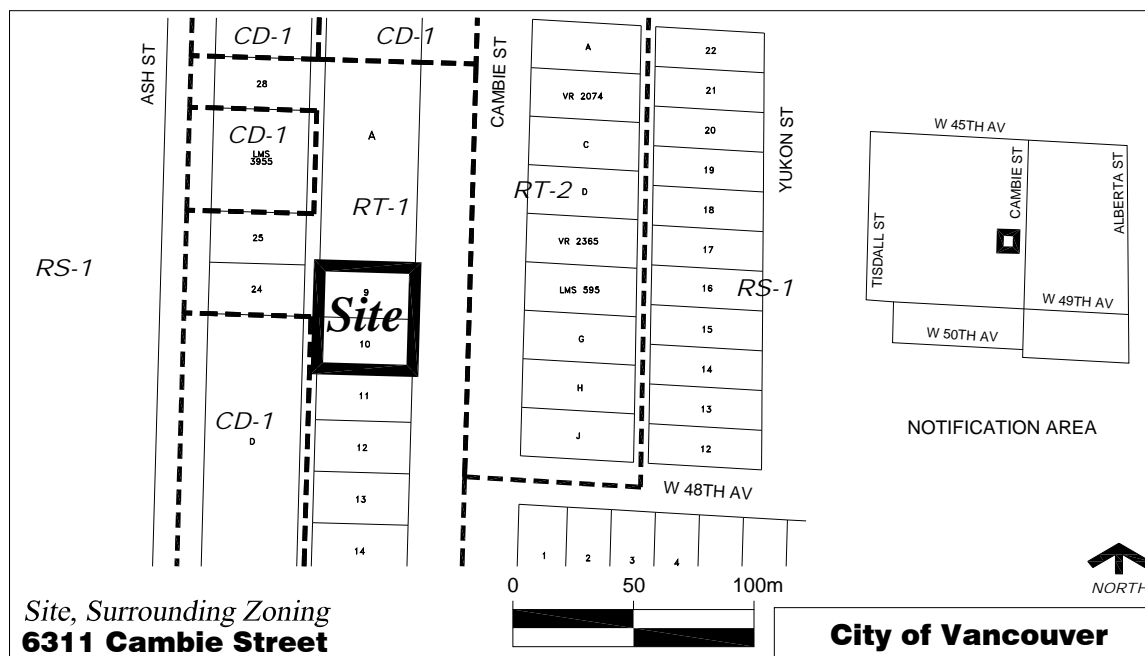 ASH ST
CD-1
CD-1
28
CD-1
LMS
3955
A
RT-1
25
24
RS-1
9
Site
10
11
CD-1
D
12
13
14
CAMBIE ST
A
VR 2074
C
RT-2
D
VR 2365
LMS 595
G
H
J
22
21
20
19
18
17
16
RS-1
15
14
13
12
YUKON ST
W 48TH AV
1
2
3
4
W 45TH AV
TISDALL ST
CAMBIE ST
ALBERTA ST
W 49TH AV
W 50TH AV
NOTIFICATION AREA
NORTH
0 50 100m
Site, Surrounding Zoning
6311 Cambie Street
City of Vancouver